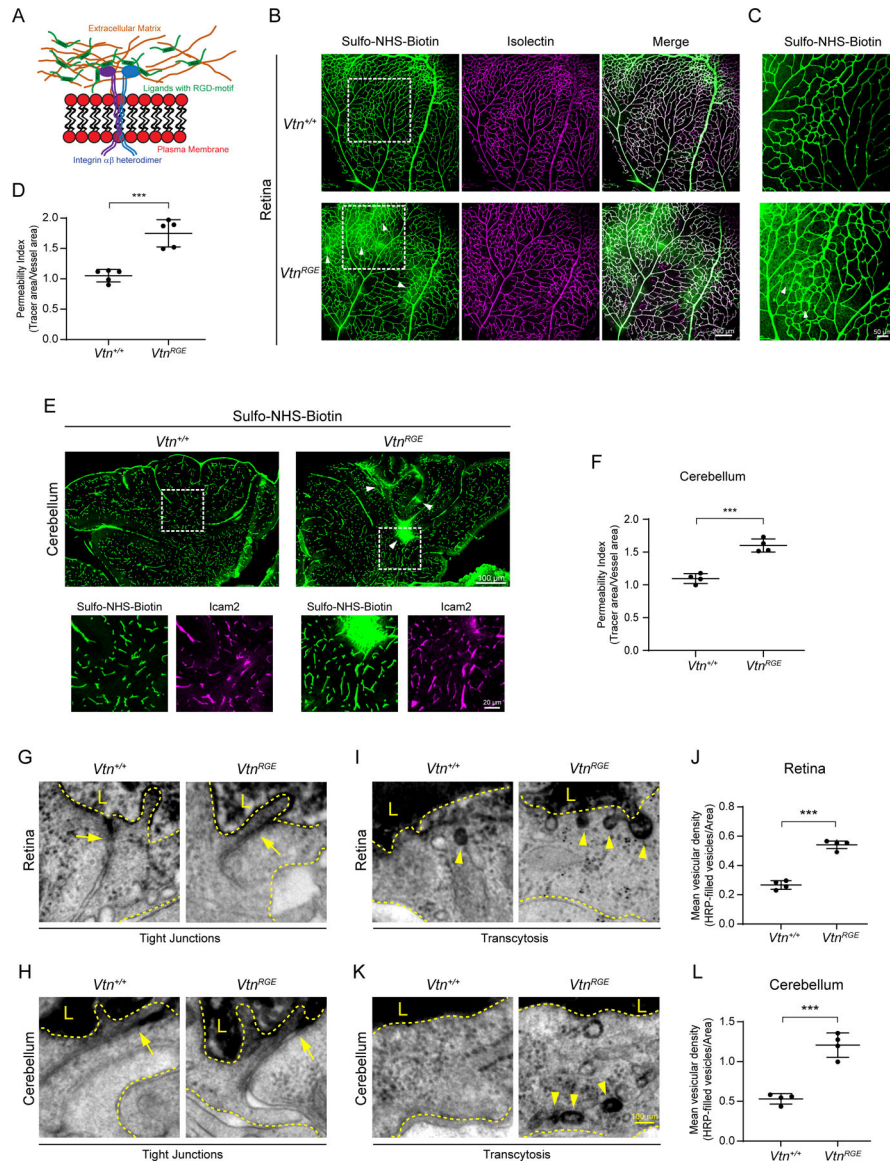 A
Extracellular Matrix
Ligands with RGD-motif
Plasma Membrane
Integrin αβ heterodimer
B
Sulfo-NHS-Biotin
Isolectin
Merge
Retina
Vtn+/+
VtnRGE
200 µm
C
Sulfo-NHS-Biotin
50 µm
D
***
2.0
1.5
1.0
0.5
0.0
Permeability Index
(Tracer area/Vessel area)
Vtn+/+
VtnRGE
E
Sulfo-NHS-Biotin
Vtn+/+
VtnRGE
Cerebellum
100 µm
Sulfo-NHS-Biotin
Icam2
Sulfo-NHS-Biotin
Icam2
20 µm
F
Cerebellum
***
2.0
1.5
1.0
0.5
0.0
Permeability Index
(Tracer area/Vessel area)
Vtn+/+
VtnRGE
G
Vtn+/+
VtnRGE
Retina
L
L
Tight Junctions
H
Vtn+/+
VtnRGE
Cerebellum
L
L
Tight Junctions
I
Vtn+/+
VtnRGE
L
L
Transcytosis
J
Retina
***
0.8
0.6
0.4
0.2
0.0
Mean vesicular density
(HRP-filled vesicles/Area)
Vtn+/+
VtnRGE
K
Vtn+/+
VtnRGE
L
L
100 µm
Transcytosis
L
Cerebellum
***
1.5
1.0
0.5
0.0
Mean vesicular density
(HRP-filled vesicles/Area)
Vtn+/+
VtnRGE